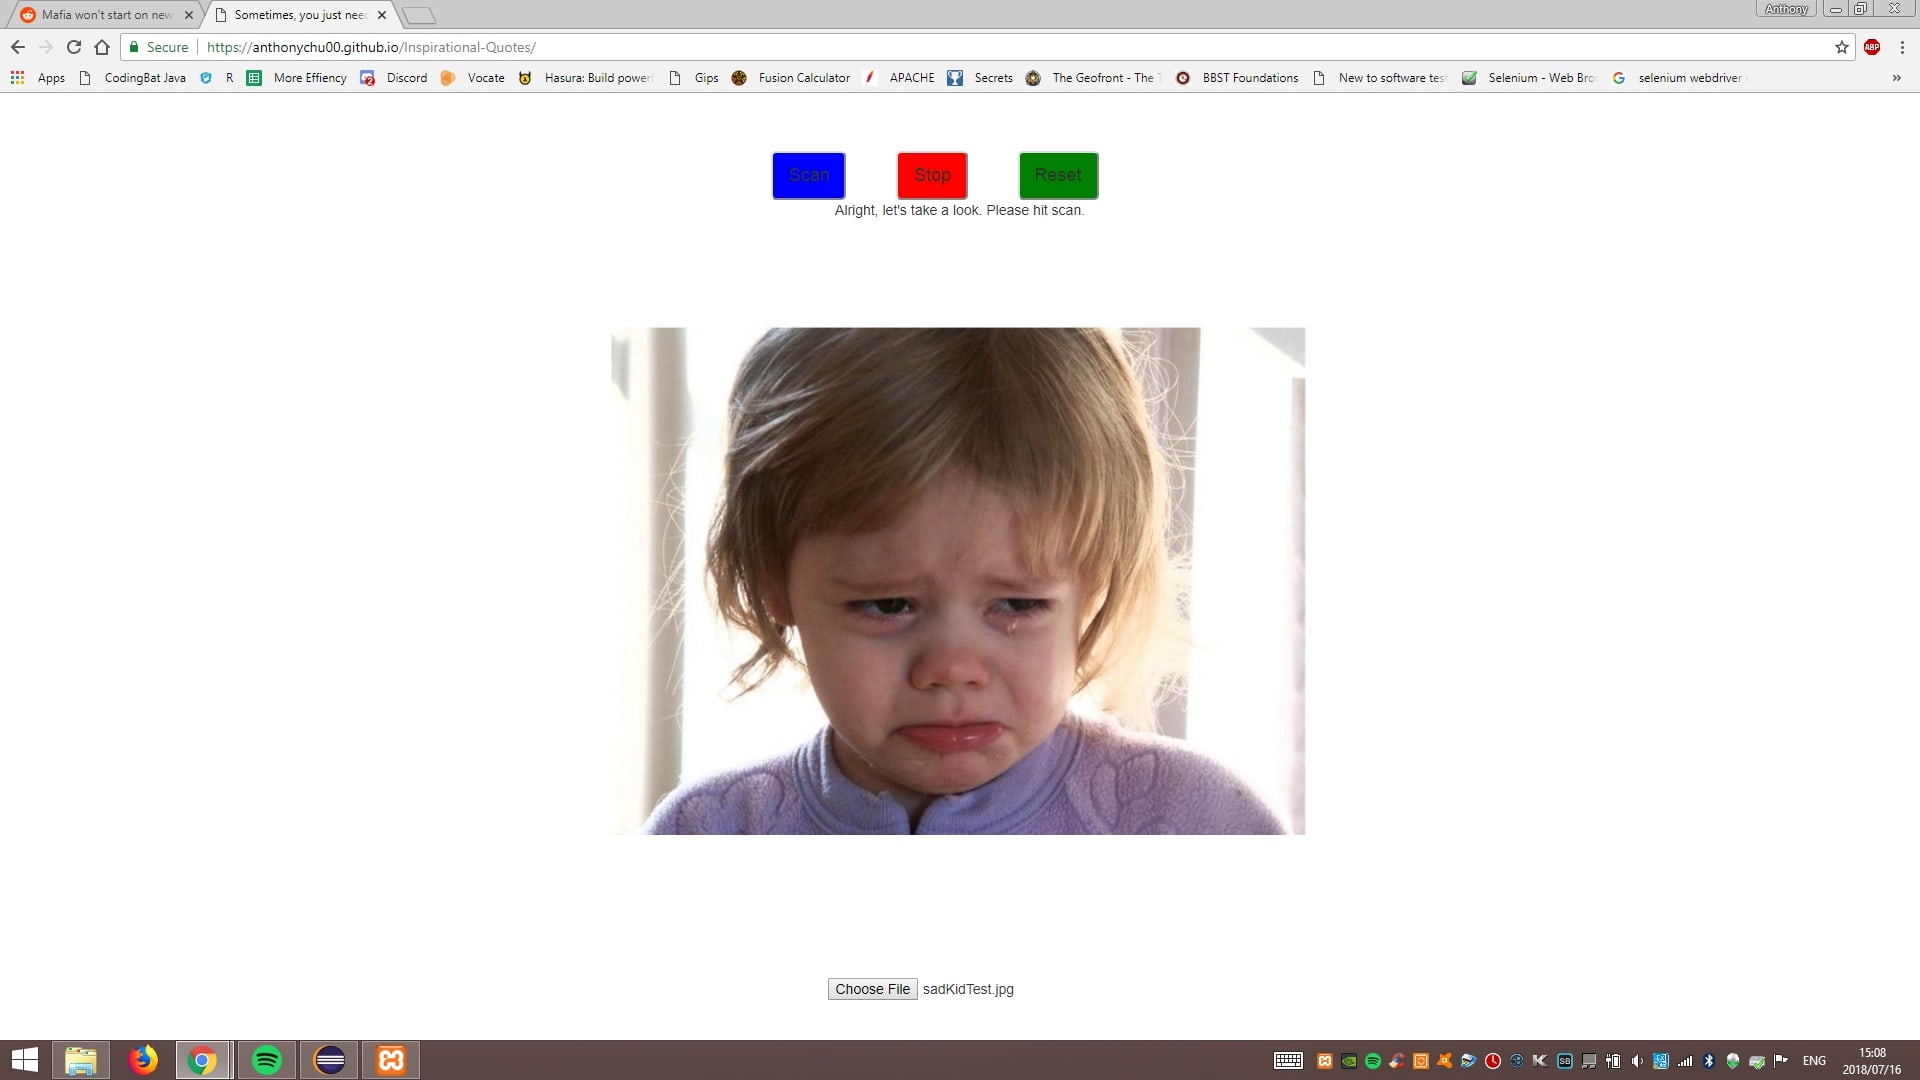 Mafia won't start on new
Sometimes, you just need
Anthony
Secure
https://anthonychu00.github.io/Inspirational-Quotes/
ABP
Apps
CodingBat Java
R
More Effiency
Discord
Vocate
Hasura: Build powerf
Gips
Fusion Calculator
APACHE
Secrets
The Geofront - The T
BBST Foundations
New to software test
Selenium - Web Bro
selenium webdriver
Scan
Stop
Reset
Alright, let's take a look. Please hit scan.
Choose File
sadKidTest.jpg
SB
ENG
15:08
2018/07/16